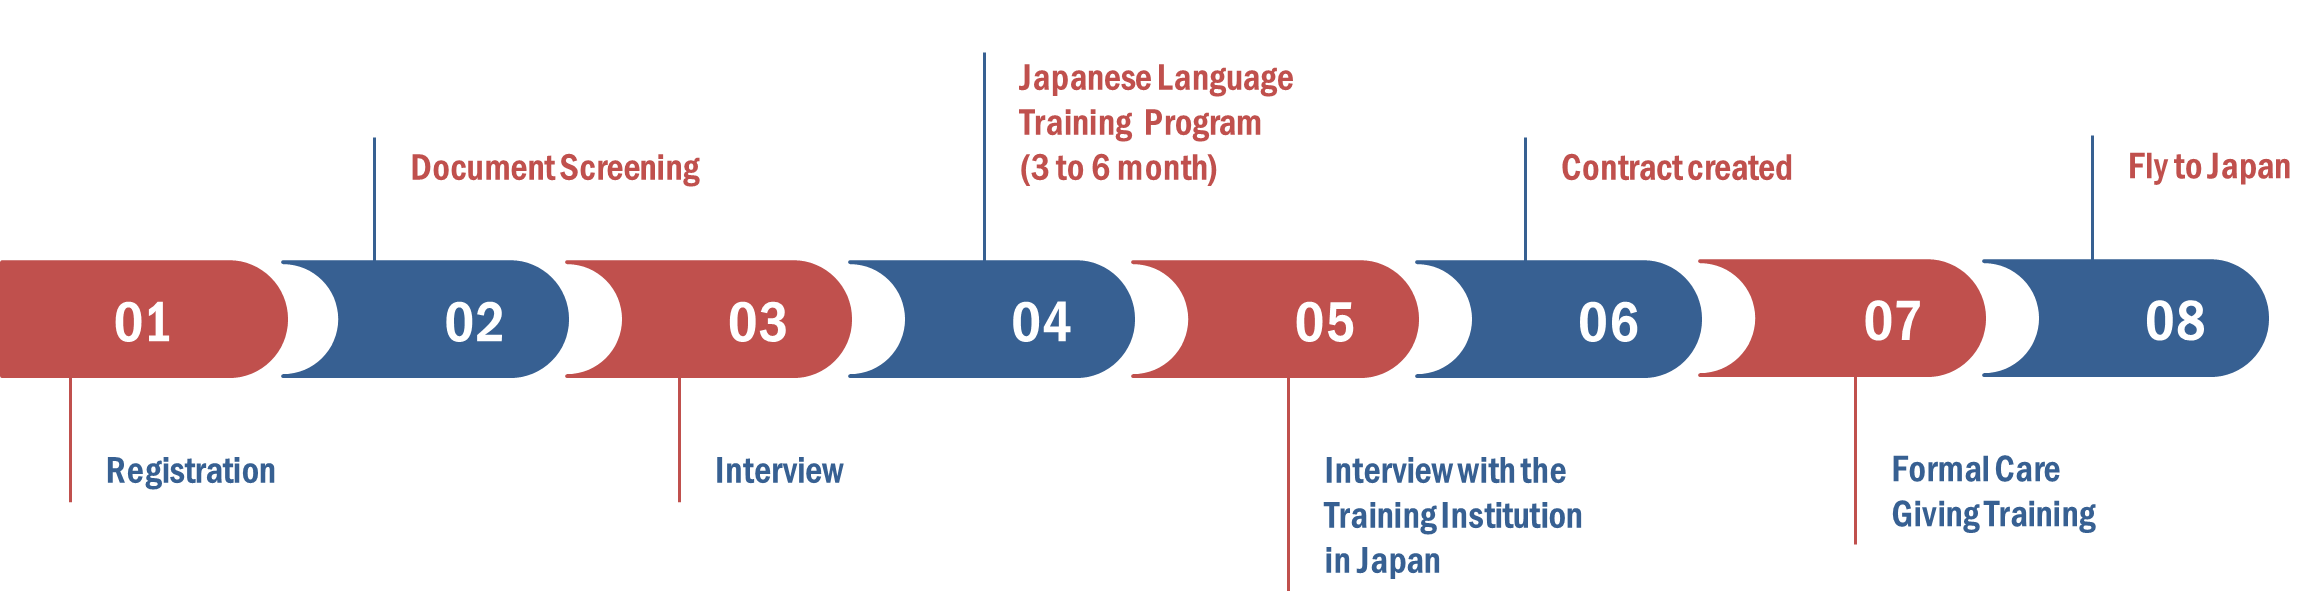 Japanese Language
Training Program
(3 to 6 month)
Document Screening
Contract created
Fly to Japan
01
02
03
04
05
06
07
08
Registration
Interview
Interview with the
Training Institution
in Japan
Formal Care
Giving Training